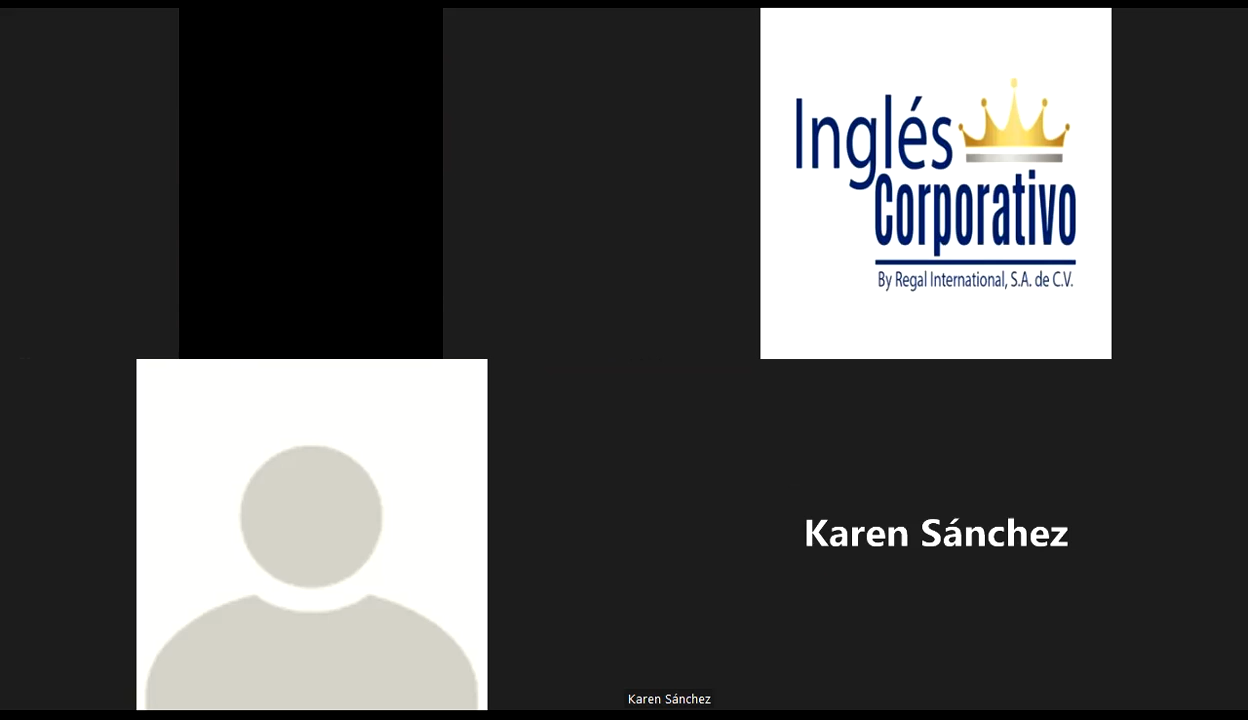 Inglés
Corporativo
By Regal International, S.A. de C.V.
Karen Sánchez
Karen Sánchez